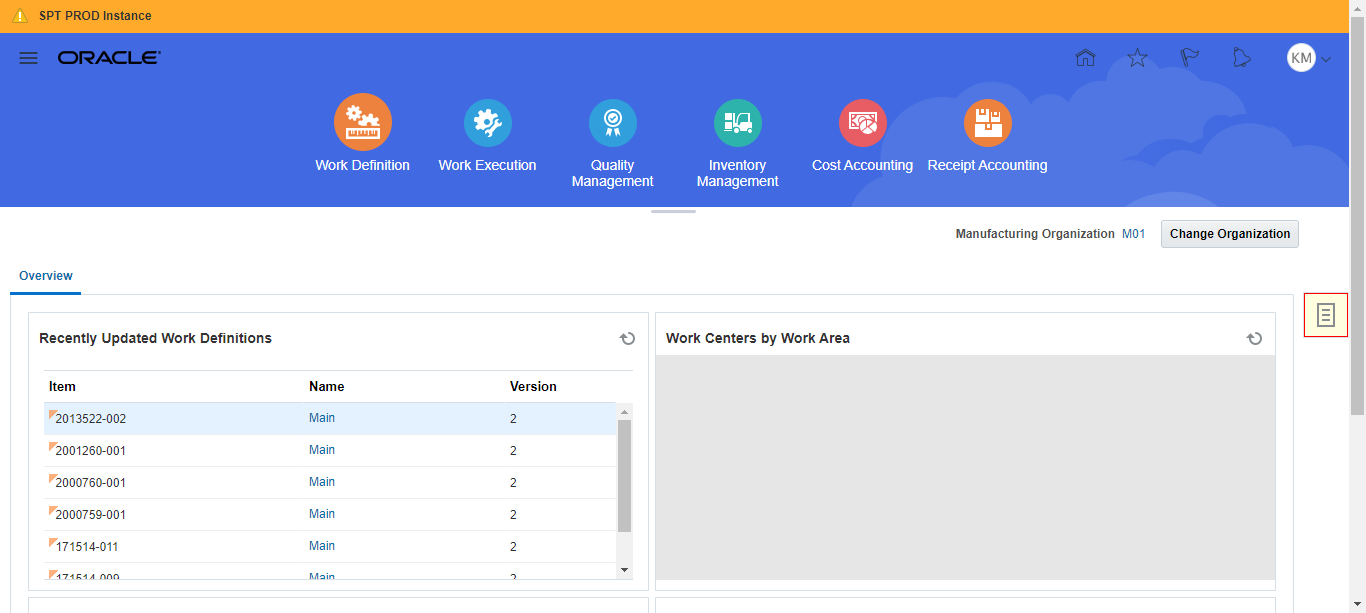 SPT PROD Instance
ORACLE
KM
Work Definition
Work Execution
Quality
Management
Inventory
Management
Cost Accounting
Receipt Accounting
Manufacturing Organization M01
Change Organization
Overview
Recently Updated Work Definitions
Item Name Version
2013522-002 Main 2
2001260-001 Main 2
2000760-001 Main 2
2000759-001 Main 2
171514-011 Main 2
171514-009 Main 2
Work Centers by Work Area